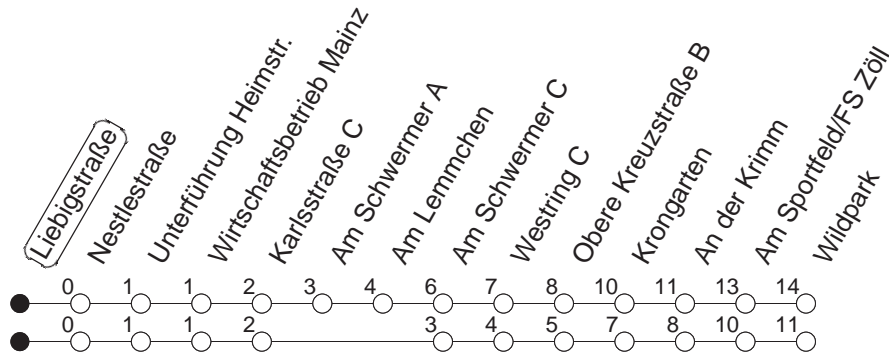 Liebigstraße
Nestlestraße
Unterführung Heimstr.
Wirtschaftsbetrieb Mainz
Karlsstraße C
Am Schwermer A
Am Lemmchen
Am Schwermer C
Westring C
Obere Kreuzstraße B
Krongarten
An der Krimm
Am Sportfeld/FS Zöll
Wildpark
0 1 1 2 3 4 6 7 8 10 11 13 14
0 1 1 2 3 4 5 7 8 10 11